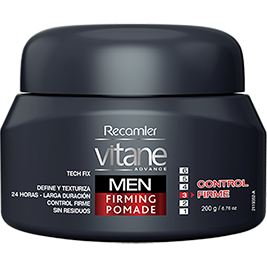 Recamier
vitane
ADVANCE
TECH FIX
MEN
FIRMING
POMADE
DEFINE Y TEXTURIZA
24 HORAS - LARGA DURACIÓN
CONTROL FIRME
SIN RESIDUOS
6
5
4
3
2
1
CONTROL
FIRME
200 g / 6.76 oz